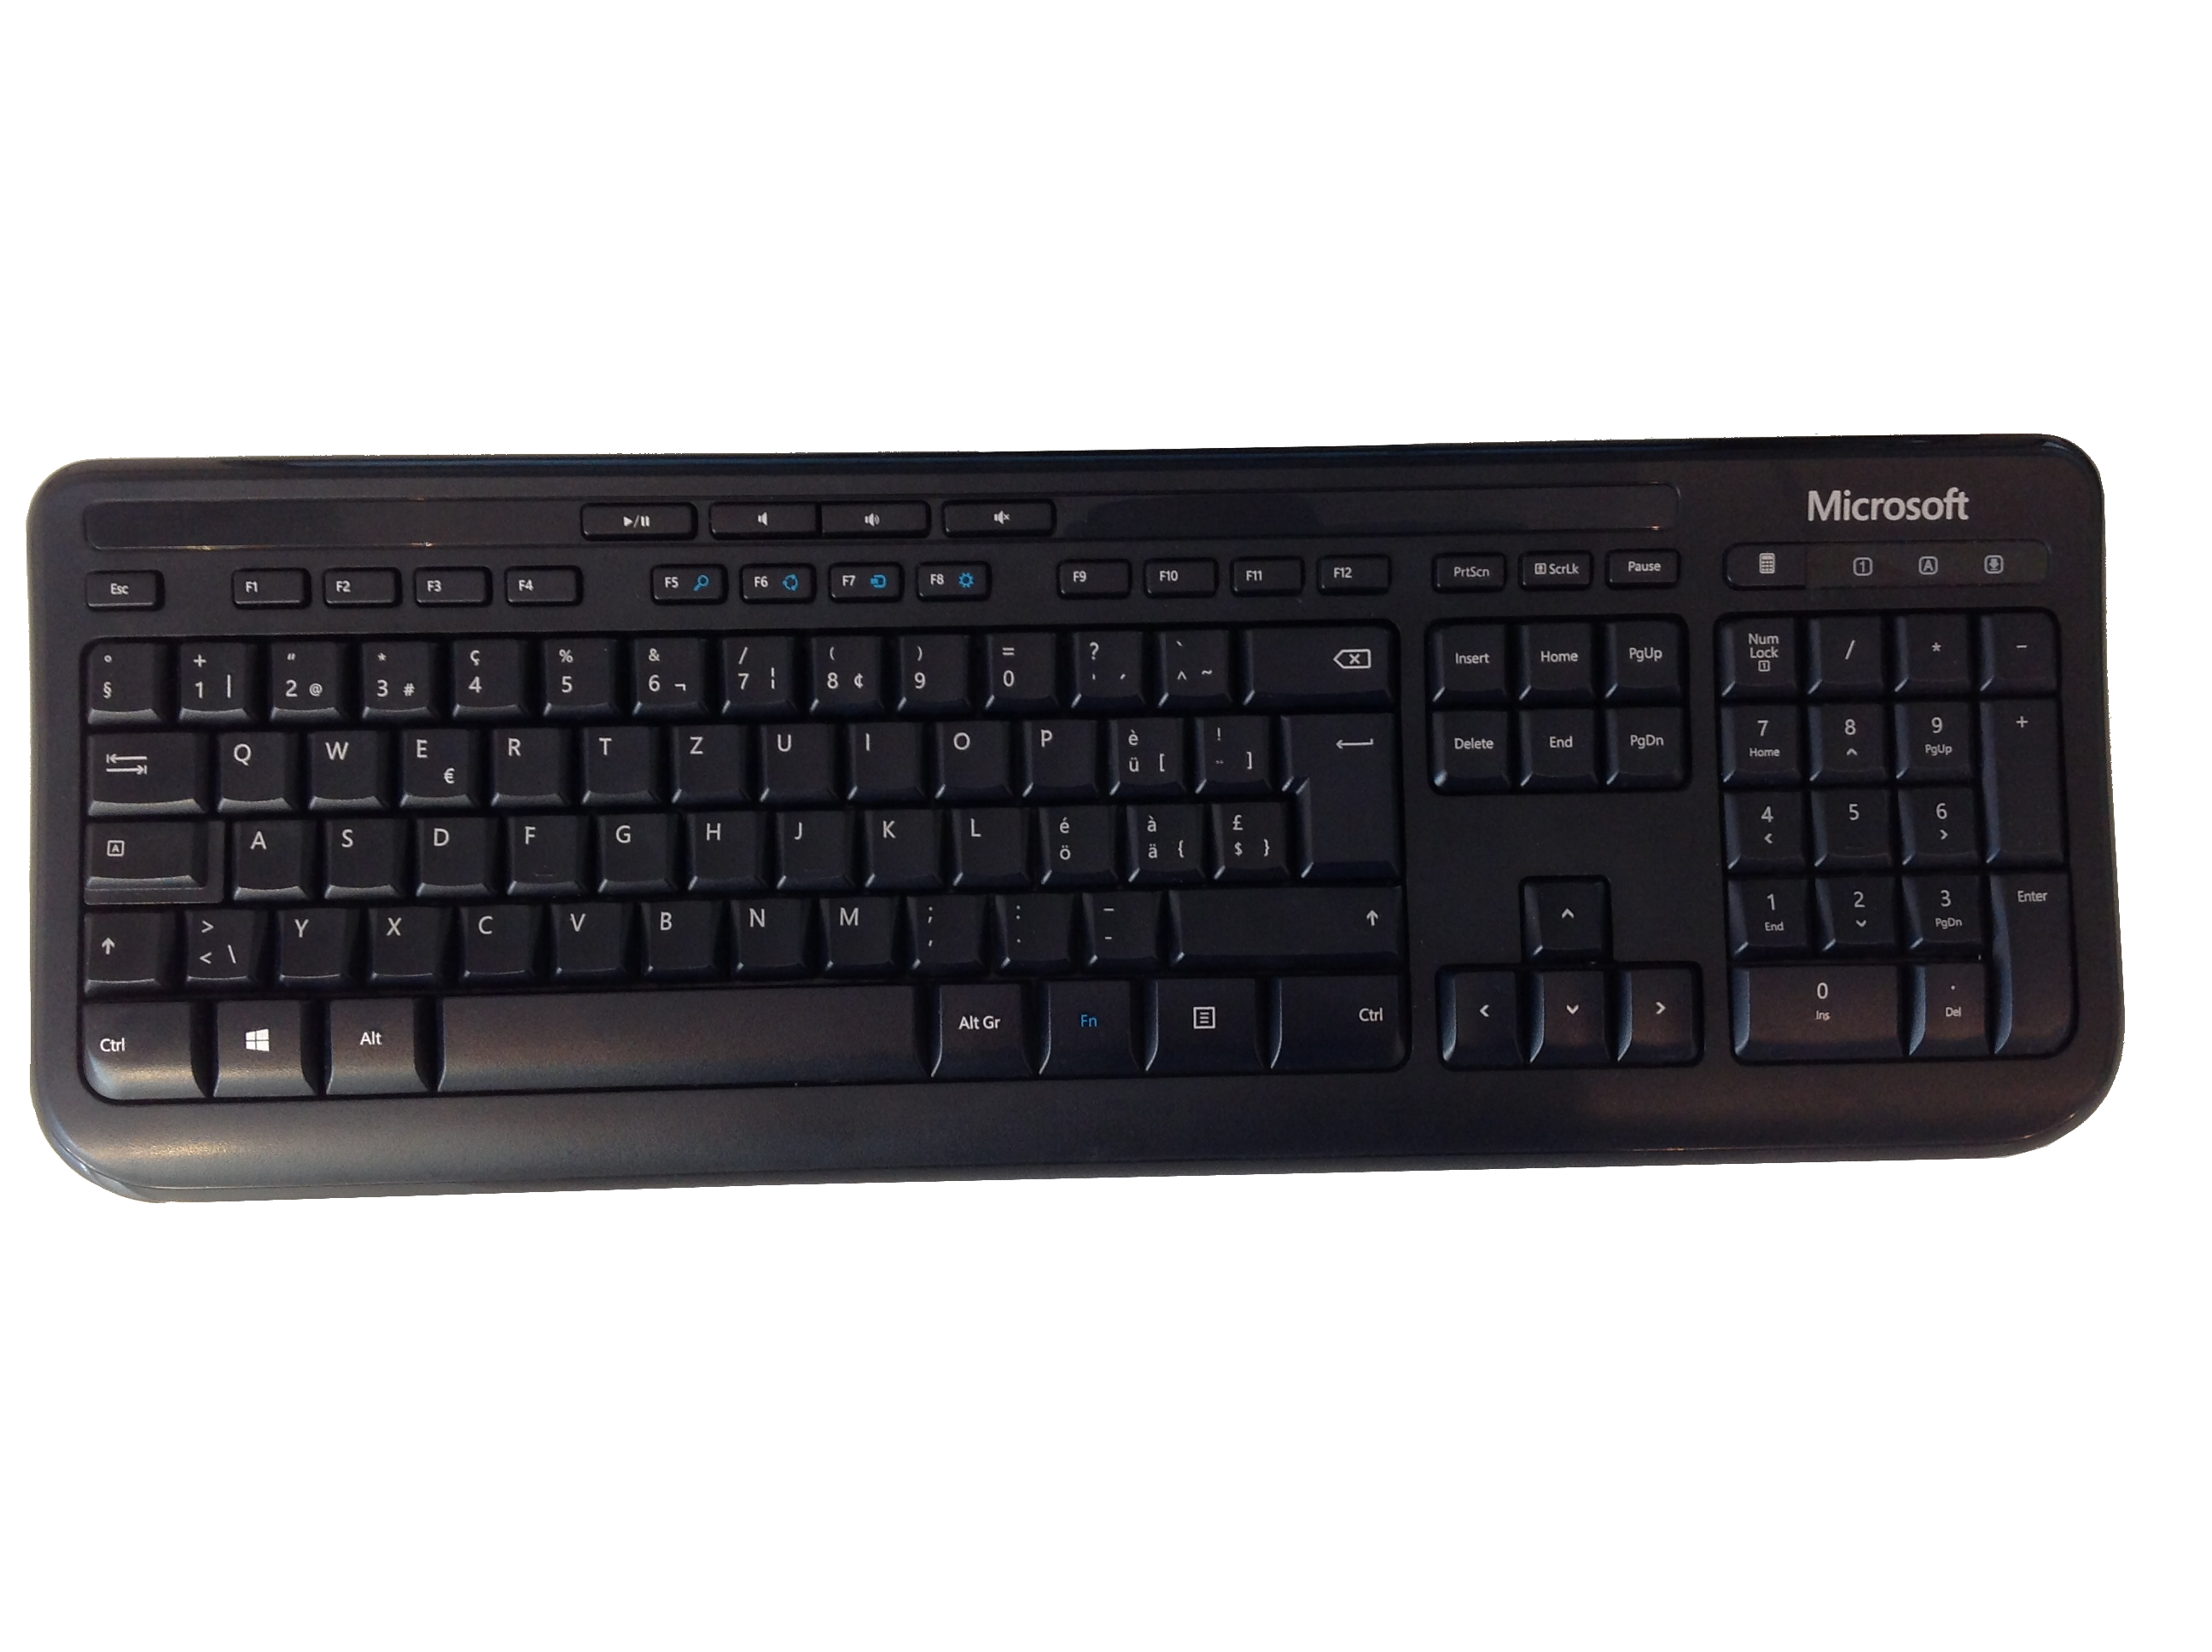 Microsoft
Esc F1 F2 F3 F4 F5 F6 F7 F8 F9 F10 F11 F12 PrtScn ScrLk Pause 1 A
° + " * ç % & / ( ) = ? `
§ 1 | 2 @ 3 # 4 5 6 ¬ 7 ¦ 8 ¢ 9 0 ' ´ ^ ~
Insert Home PgUp
Num
Lock
1
/ * −
Q W E R T Z U I O P è !
€ ü [ ¨ ]
Delete End PgDn
7 8 9 +
Home ^ PgUp
A
A S D F G H J K L é à £
ö ä { $ }
4 5 6
< >
> Y X C V B N M ; : _
< \ , . -
^
1 2 3 Enter
End PgDn
Ctrl Alt Alt Gr Fn Ctrl
< >
0 .
Ins Del